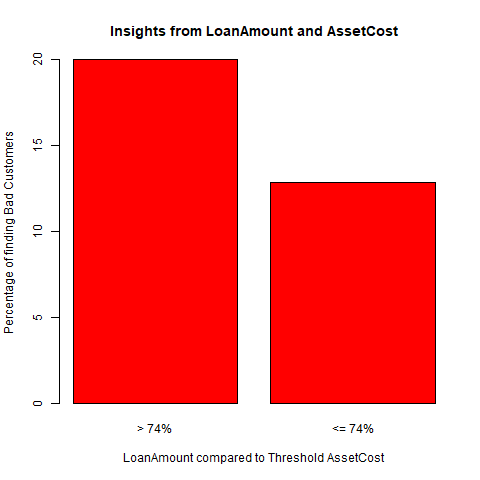 Insights from LoanAmount and AssetCost
Percentage of finding Bad Customers
20
15
10
5
0
> 74%
<= 74%
LoanAmount compared to Threshold AssetCost